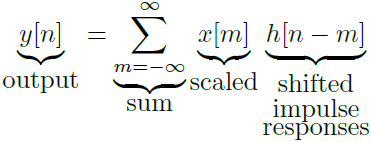 y[n] = ∑_{m=-∞}^{∞} x[m] h[n − m]
output sum scaled shifted
impulse
responses